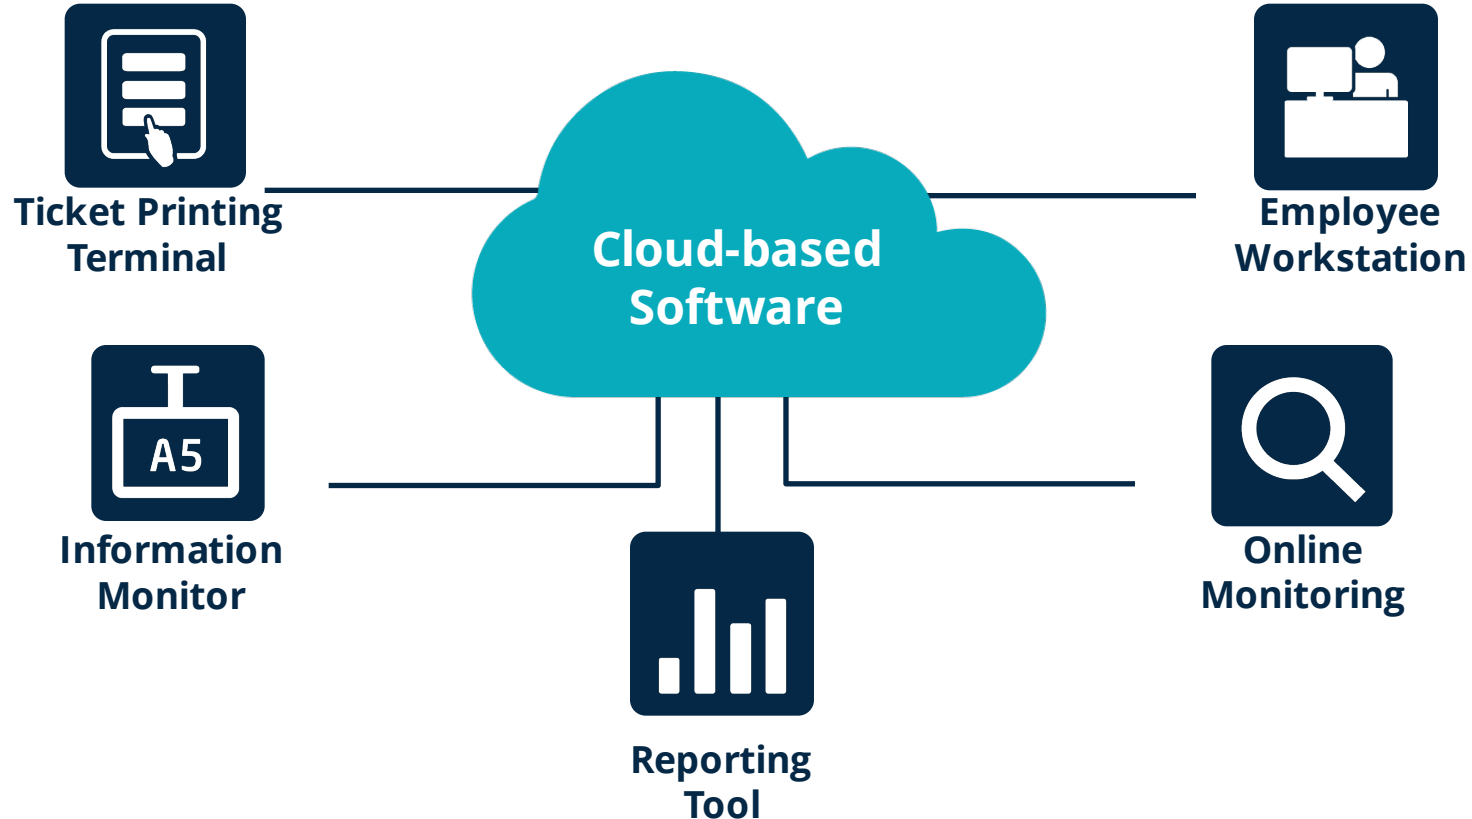 Ticket Printing
Terminal
Employee
Workstation
Cloud-based
Software
A5
Information
Monitor
Online
Monitoring
Reporting
Tool